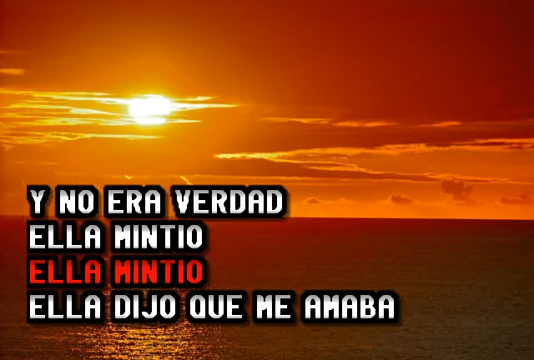 Y NO ERA VERDAD
ELLA MINTIO
ELLA MINTIO
ELLA DIJO QUE ME AMABA